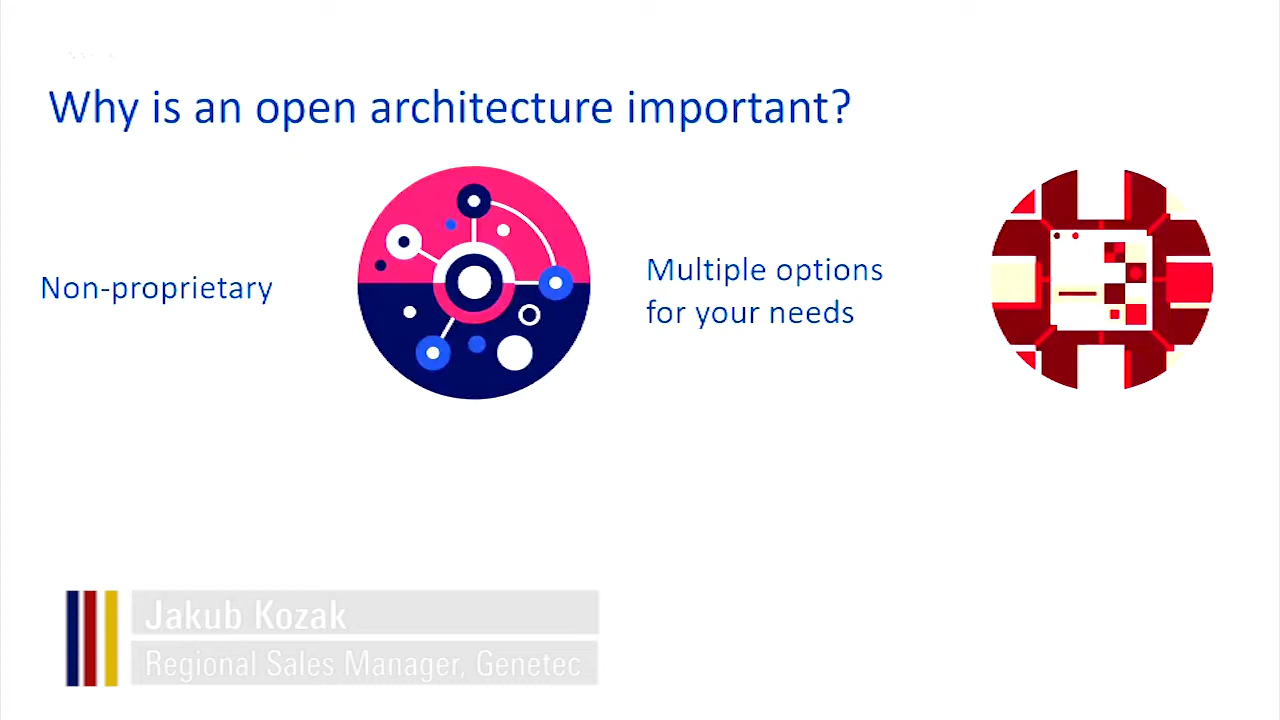 Why is an open architecture important?
Non-proprietary
Multiple options
for your needs
Jakub Kozak
Regional Sales Manager, Genetec